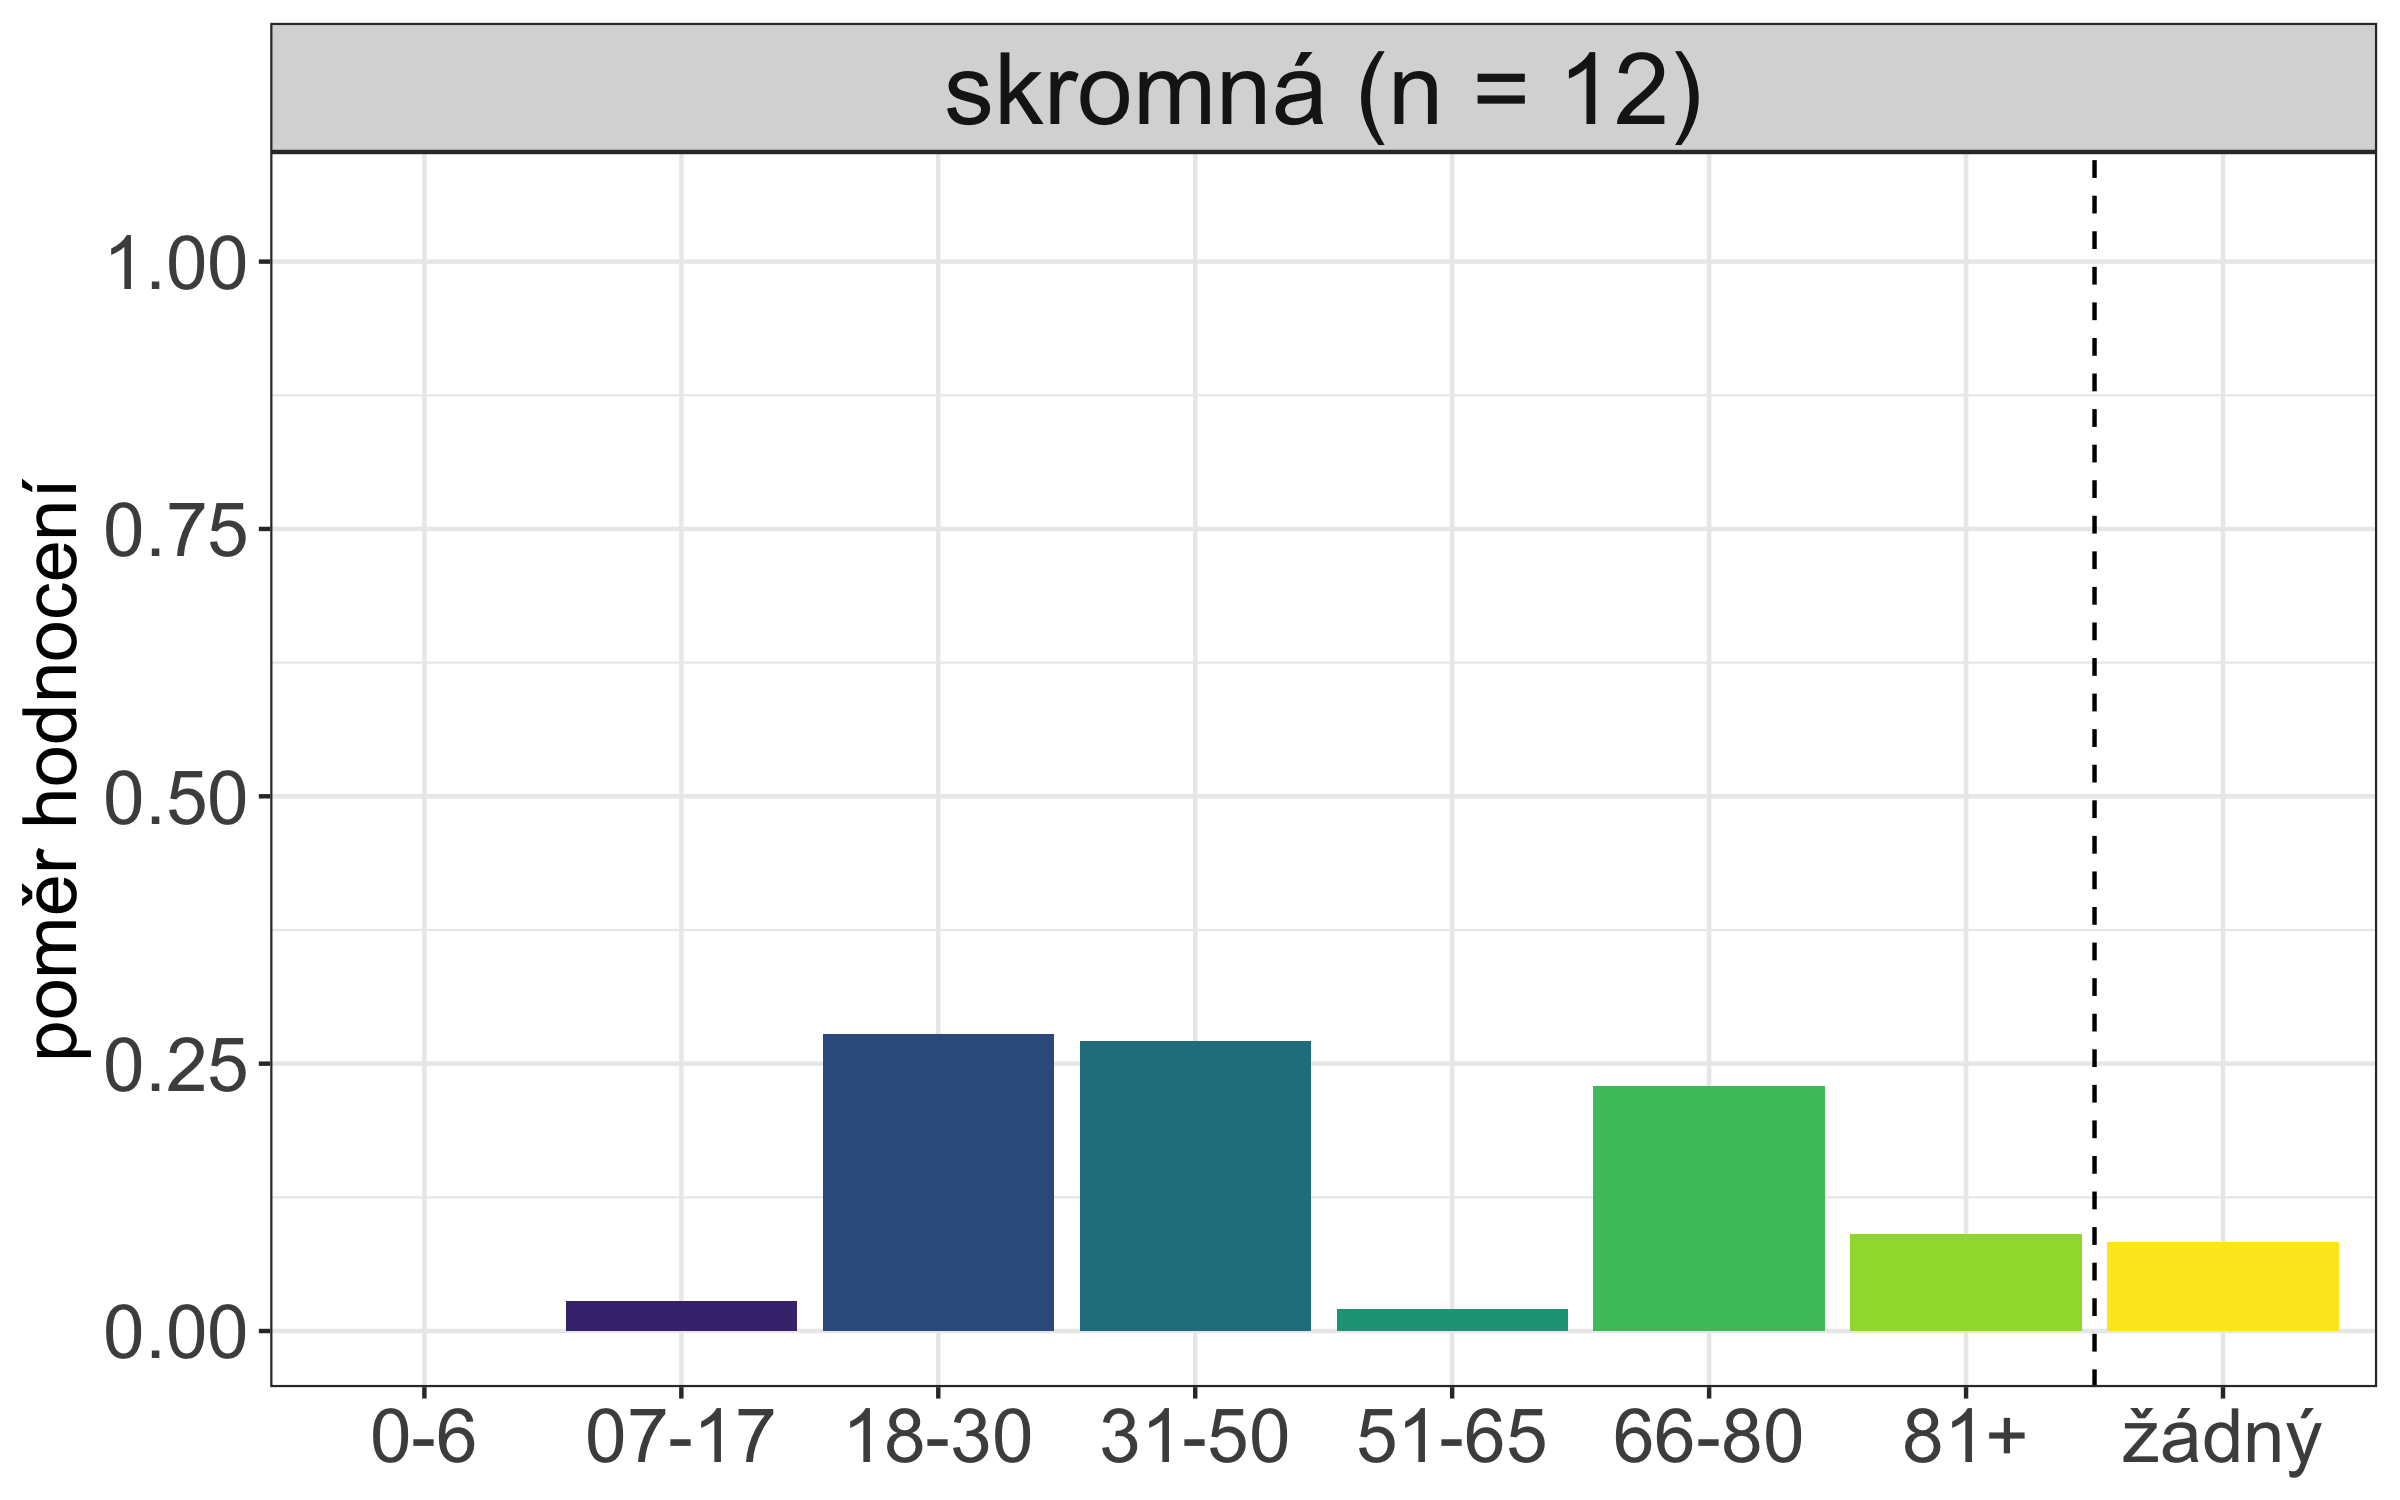 skromná (n = 12)
poměr hodnocení
1.00
0.75
0.50
0.25
0.00
0-6 07-17 18-30 31-50 51-65 66-80 81+ žádný